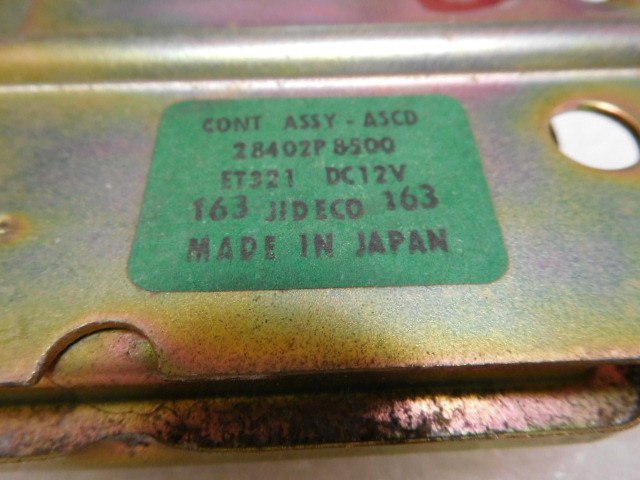 CONT ASSY - ASCD
28402P8500
ET321 DC12V
163 JIDECO 163
MADE IN JAPAN